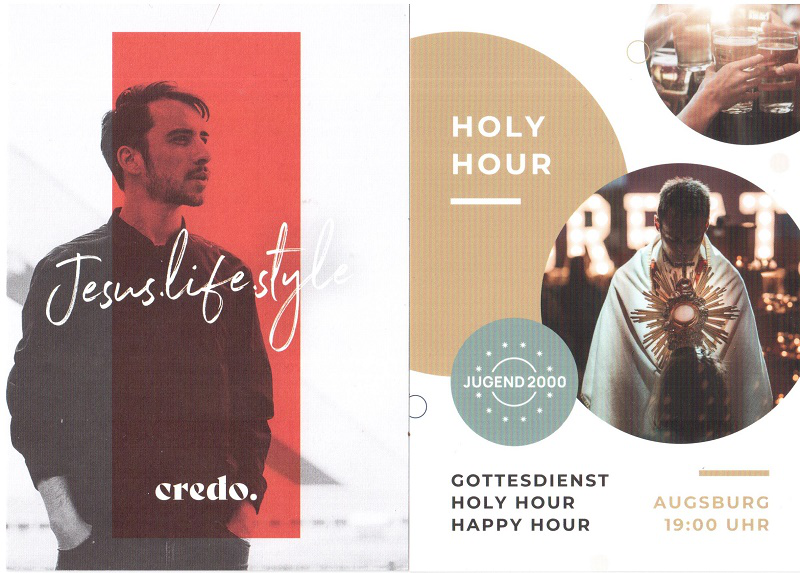 Jesus.life.style
credo.
HOLY
HOUR
JUGEND 2000
GOTTESDIENST
HOLY HOUR
HAPPY HOUR
AUGSBURG
19:00 UHR